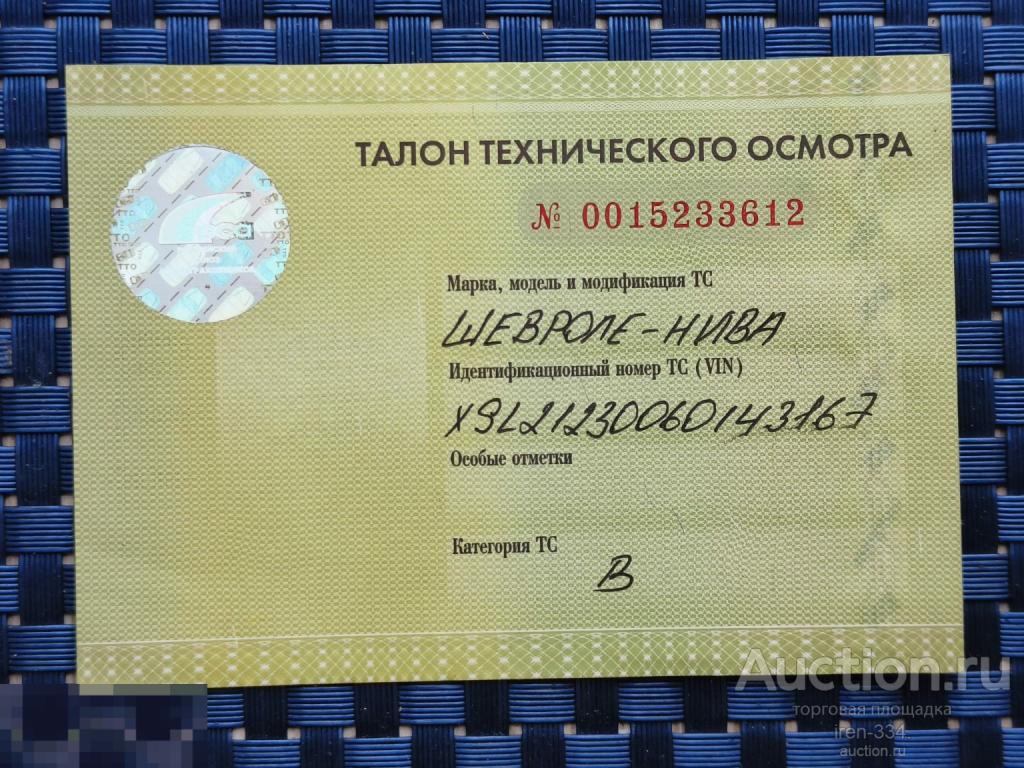 ТАЛОН ТЕХНИЧЕСКОГО ОСМОТРА
№ 0015233612
Марка, модель и модификация ТС
ШЕВРОЛЕ-НИВА
Идентификационный номер ТС (VIN)
X9L21230060143167
Особые отметки
Категория ТС
В
Auction.ru
торговая площадка
iren-334.
auction.ru